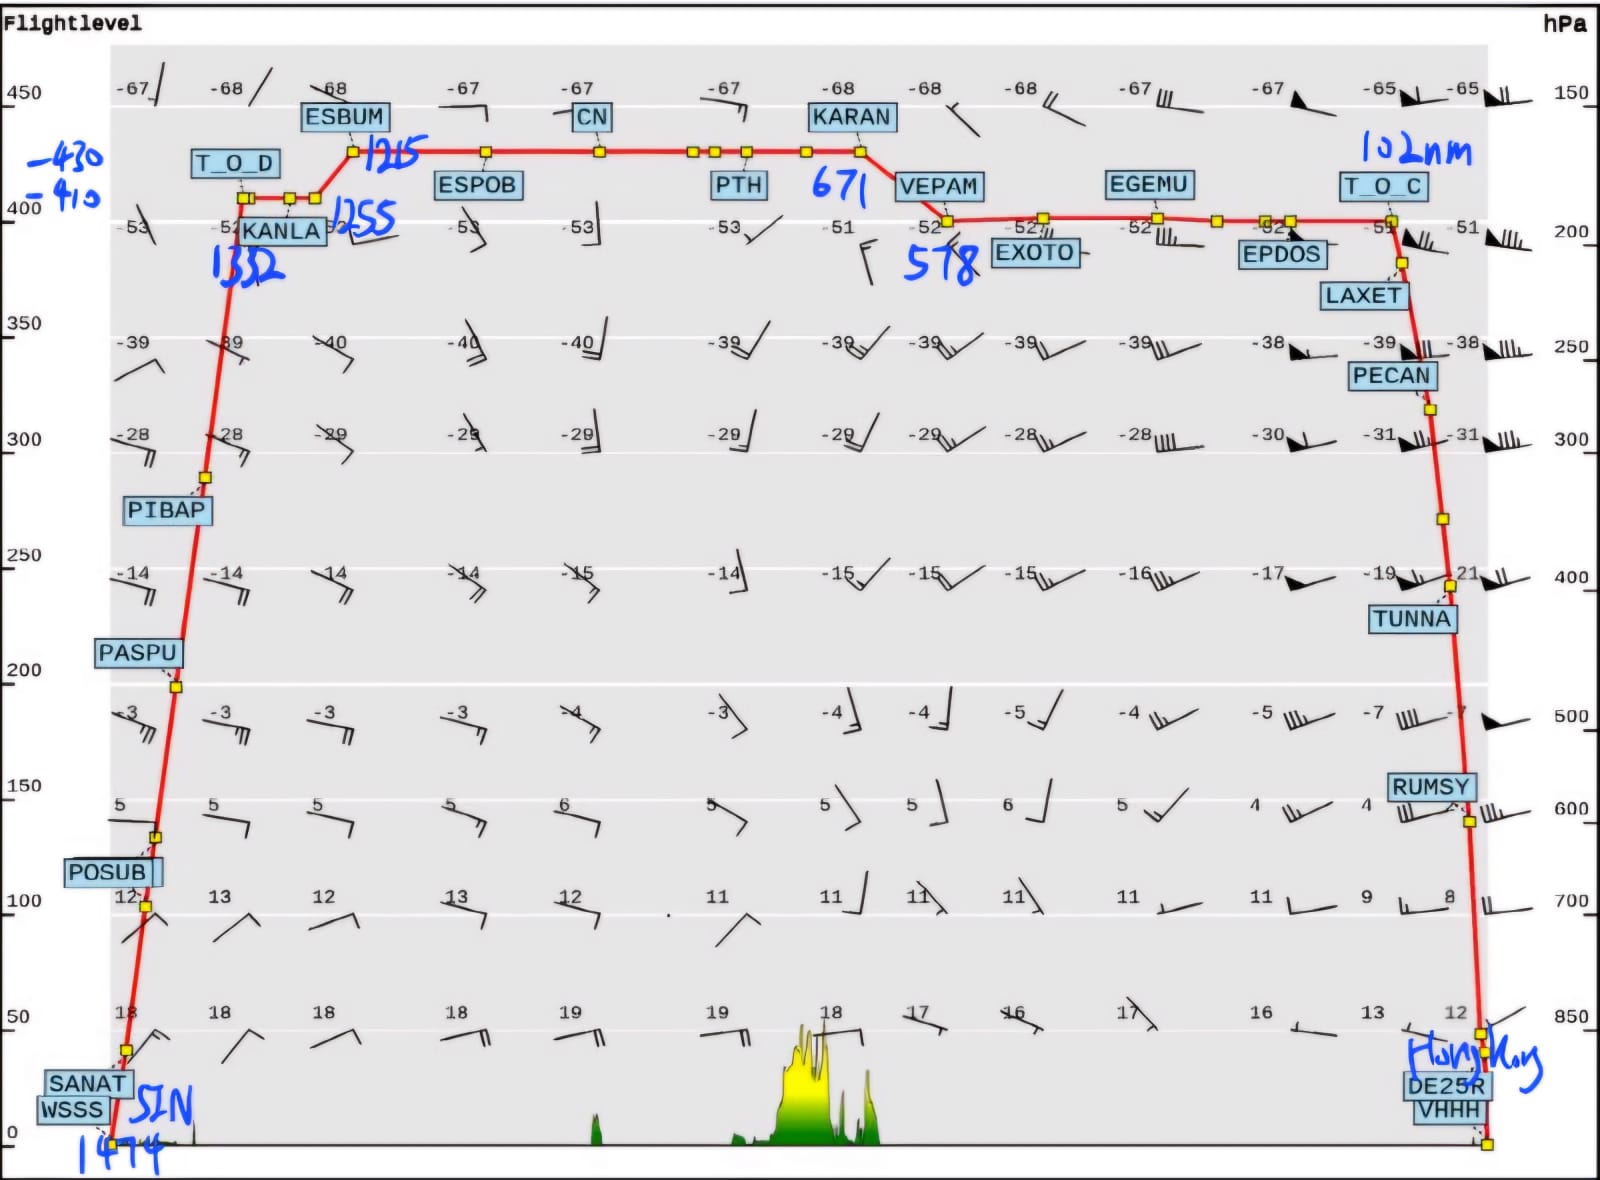 Flightlevel hPa
-67 -68 -68 -67 -67 -67 -68 -68 -68 -67 -67 -65 -65
450 150
ESBUM CN KARAN
-430 T_O_D 1215 102nm
ESPOB PTH 671 VEPAM EGEMU T_O_C
-410
400 1255
-53 -52 KANLA -53 -53 -53 -51 -52 -52 -52 -52 -51 -51 200
1332 578 EXOTO EPDOS
LAXET
350
-39 -39 -40 -40 -40 -39 -39 -39 -39 -39 -38 -39 -38 250
PECAN
300 300
-28 -28 -29 -29 -29 -29 -29 -29 -28 -28 -30 -31 -31
PIBAP
250
-14 -14 -14 -14 -15 -14 -15 -15 -15 -16 -17 -19 21 400
TUNNA
PASPU
200
-3 -3 -3 -3 -4 -3 -4 -4 -5 -4 -5 -7 -7 500
150 RUMSY
5 5 5 5 6 5 5 5 6 5 4 4 600
POSUB
100 12 13 12 13 12 11 11 11 11 11 11 9 8 700
50 18 18 18 18 19 19 18 17 16 17 16 13 12 850
Hong Kong
SANAT SIN DE25R
WSSS VHHH
0
1474